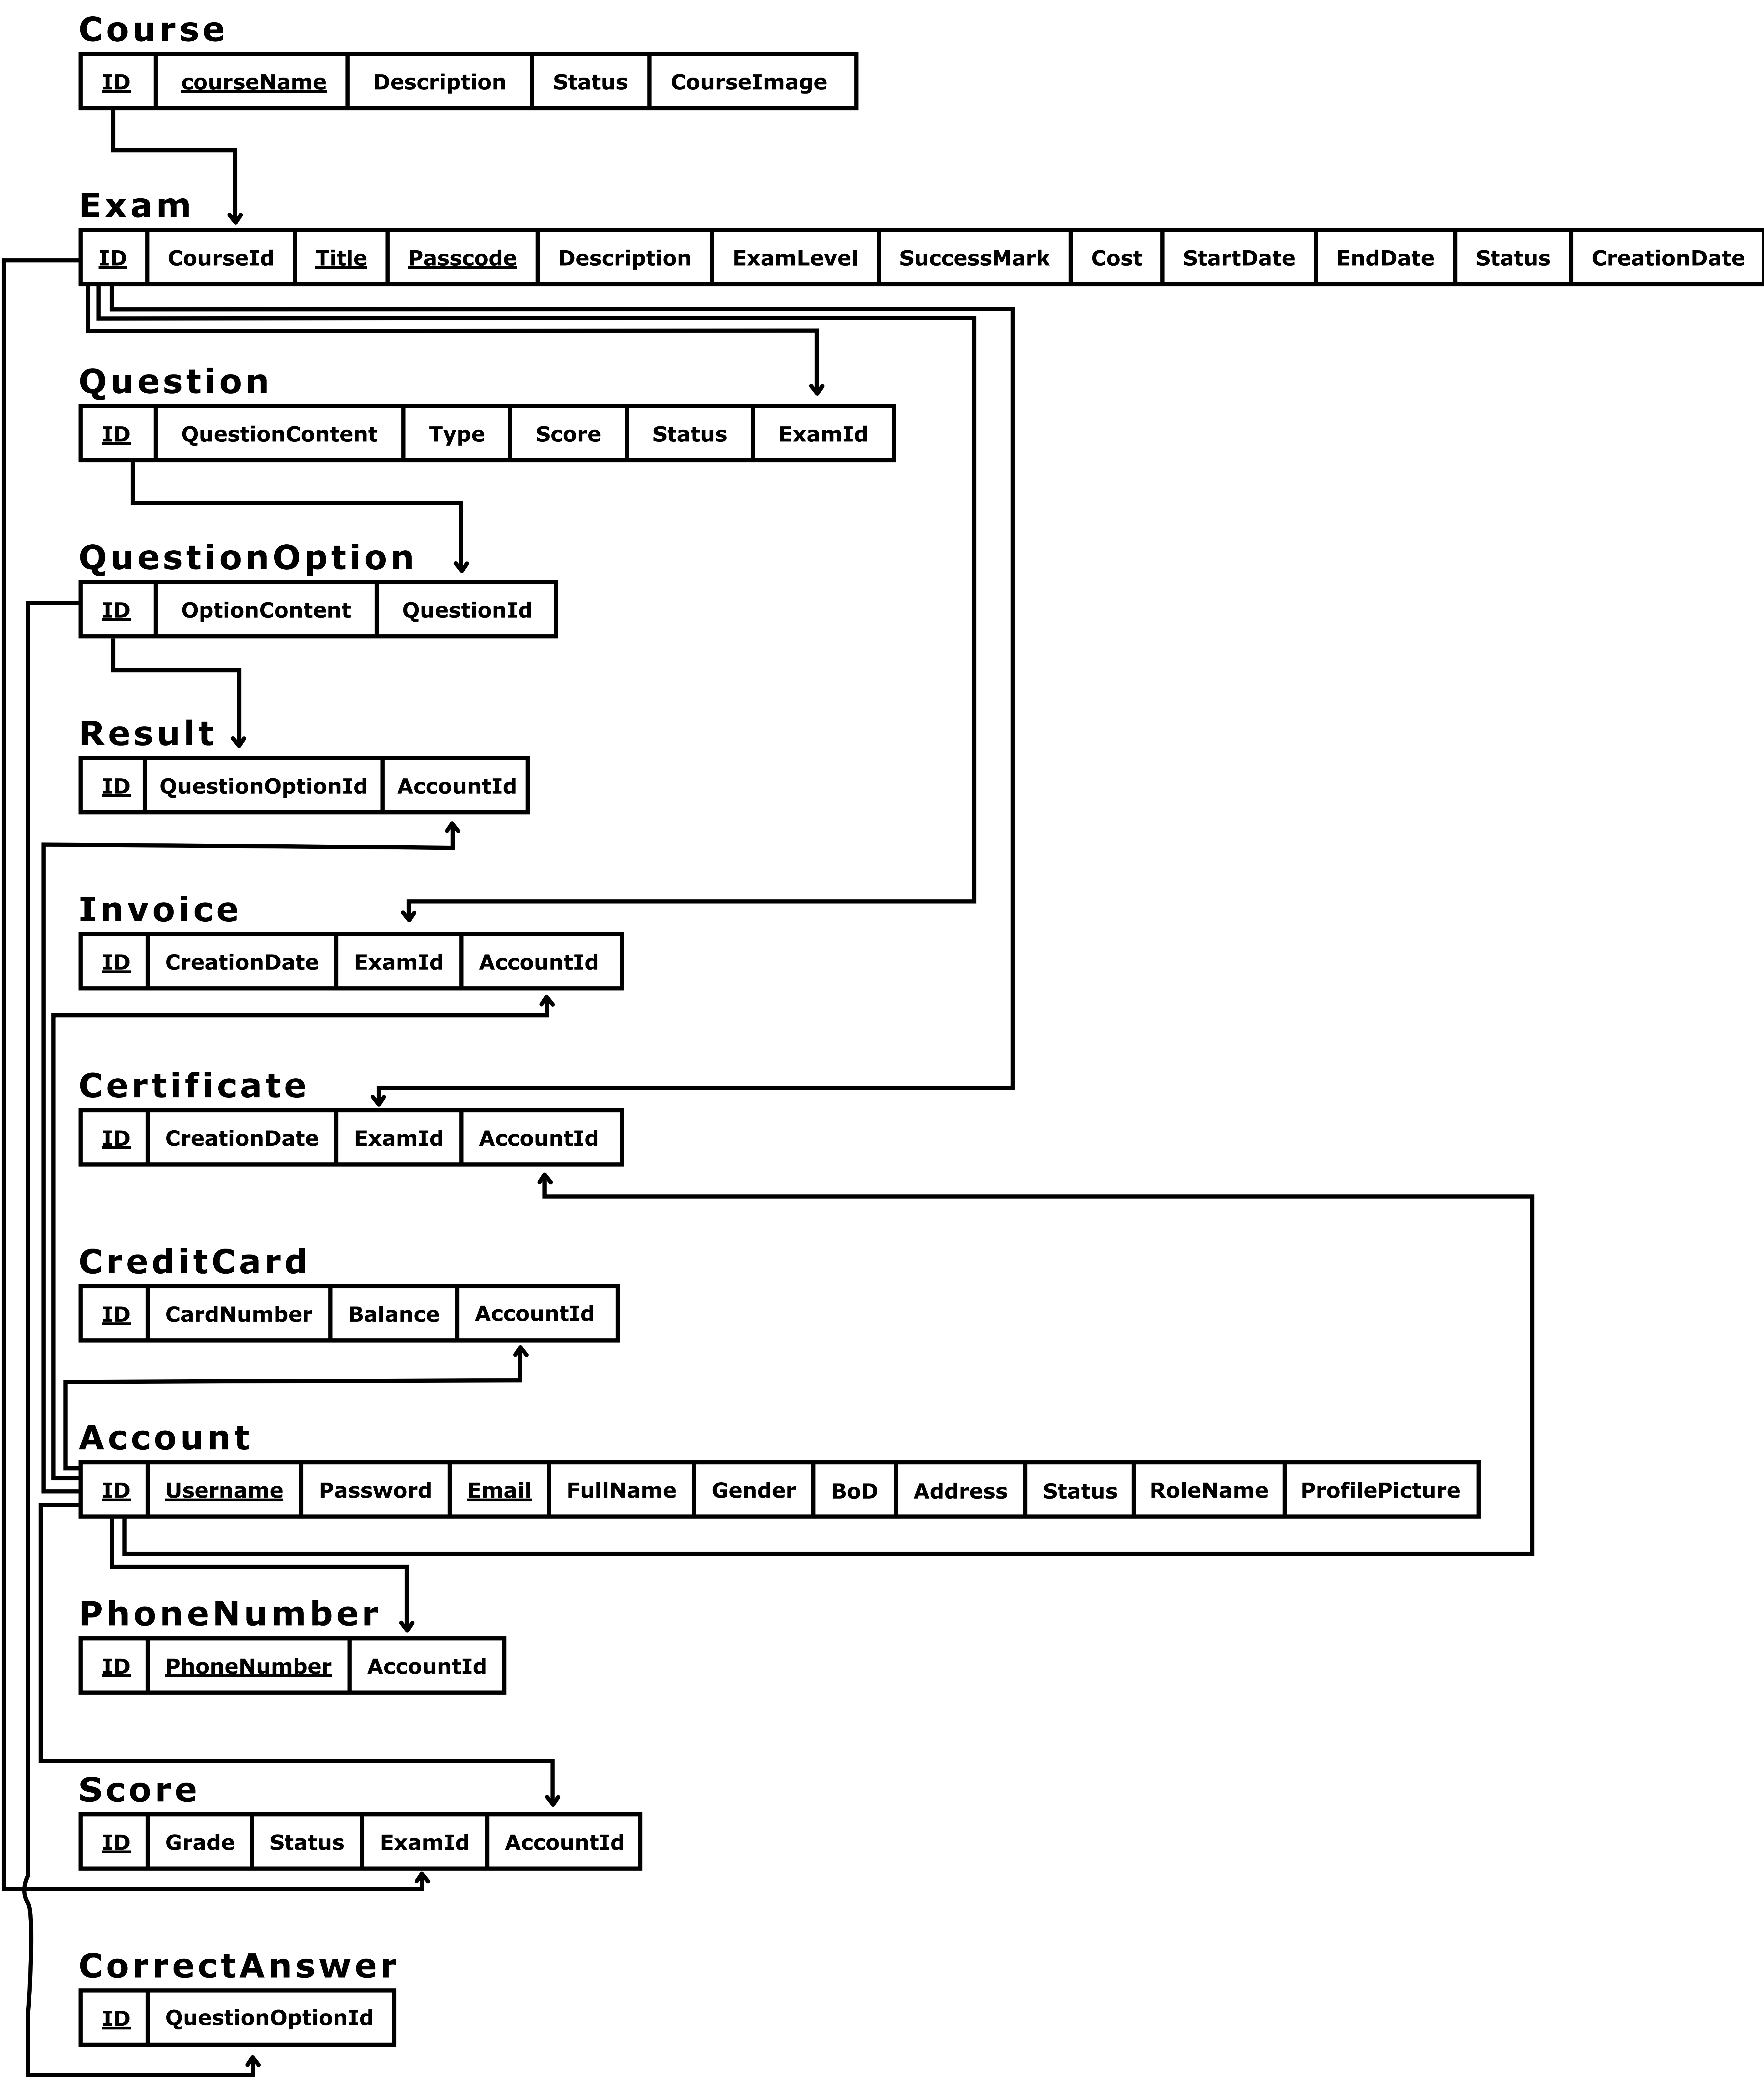 Course
ID courseName Description Status CourseImage
Exam
ID CourseId Title Passcode Description ExamLevel SuccessMark Cost StartDate EndDate Status CreationDate
Question
ID QuestionContent Type Score Status ExamId
QuestionOption
ID OptionContent QuestionId
Result
ID QuestionOptionId AccountId
Invoice
ID CreationDate ExamId AccountId
Certificate
ID CreationDate ExamId AccountId
CreditCard
ID CardNumber Balance AccountId
Account
ID Username Password Email FullName Gender BoD Address Status RoleName ProfilePicture
PhoneNumber
ID PhoneNumber AccountId
Score
ID Grade Status ExamId AccountId
CorrectAnswer
ID QuestionOptionId